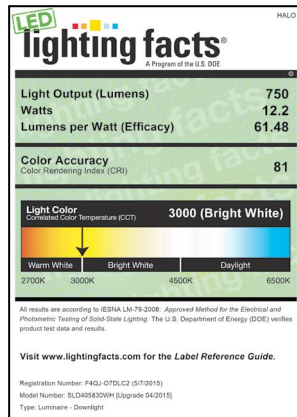 HALO
LED
lighting facts®
A Program of the U.S. DOE
Light Output (Lumens) 750
Watts 12.2
Lumens per Watt (Efficacy) 61.48
Color Accuracy
Color Rendering Index (CRI) 81
Light Color
Correlated Color Temperature (CCT) 3000 (Bright White)
Warm White Bright White Daylight
2700K 3000K 4500K 6500K
All results are according to IESNA LM-79-2008: Approved Method for the Electrical and
Photometric Testing of Solid-State Lighting. The U.S. Department of Energy (DOE) verifies
product test data and results.
Visit www.lightingfacts.com for the Label Reference Guide.
Registration Number: F4QJ-O7DLC2 (5/7/2015)
Model Number: SLD405830WH [Upgrade 04/2015]
Type: Luminaire - Downlight